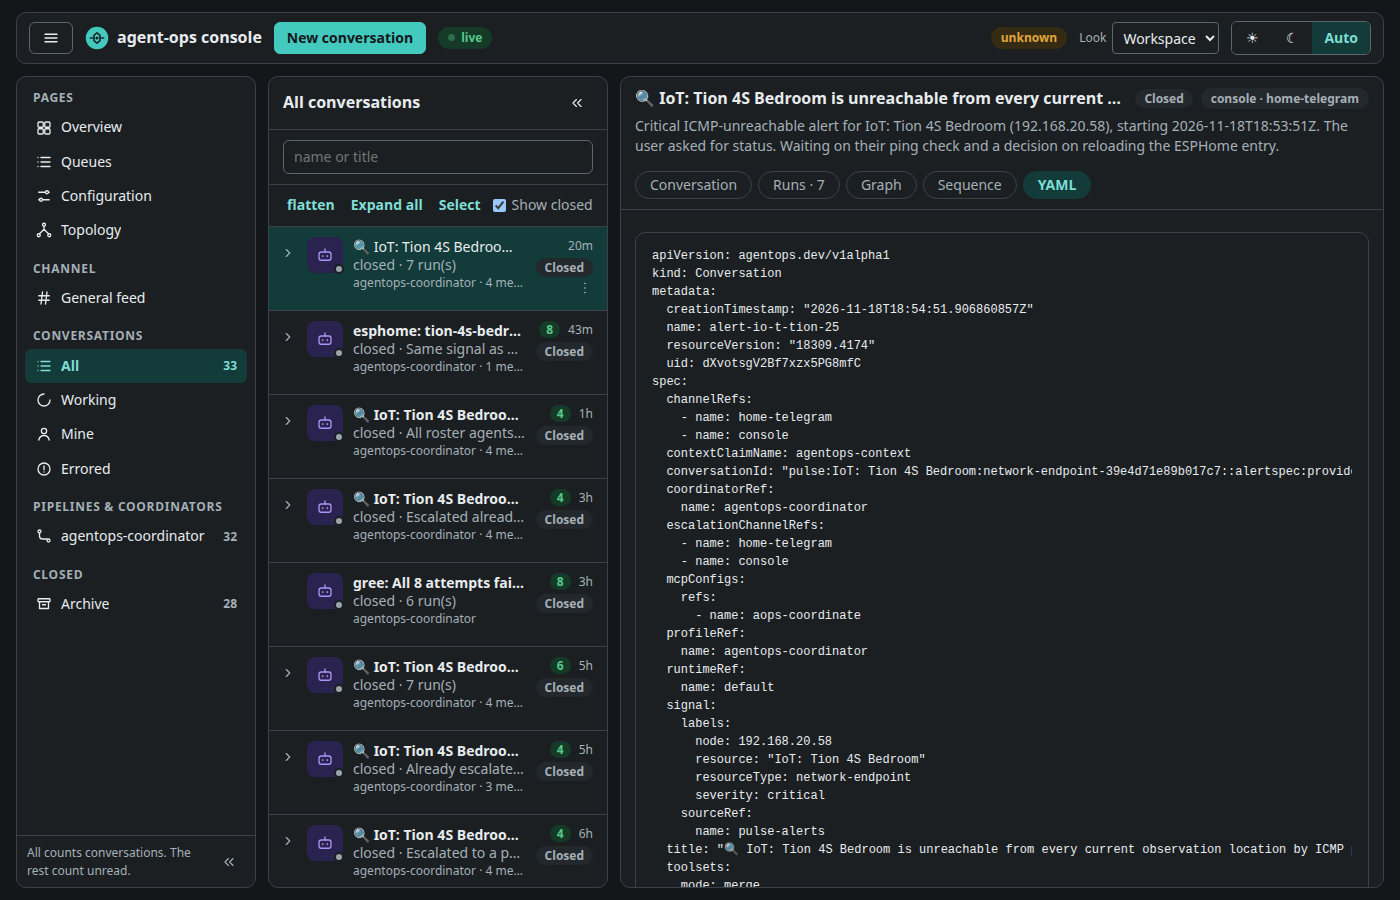 agent-ops console
New conversation
live
unknown
Look
Workspace
Auto
PAGES
Overview
Queues
Configuration
Topology
CHANNEL
General feed
CONVERSATIONS
All 33
Working
Mine
Errored
PIPELINES & COORDINATORS
agentops-coordinator 32
CLOSED
Archive 28
All counts conversations. The
rest count unread.
All conversations
name or title
flatten Expand all Select Show closed
IoT: Tion 4S Bedroo... 20m
closed · 7 run(s) Closed
agentops-coordinator · 4 me...
esphome: tion-4s-bedr... 8 43m
closed · Same signal as ... Closed
agentops-coordinator · 1 me...
IoT: Tion 4S Bedroo... 4 1h
closed · All roster agents... Closed
agentops-coordinator · 4 me...
IoT: Tion 4S Bedroo... 4 3h
closed · Escalated alread... Closed
agentops-coordinator · 4 me...
gree: All 8 attempts fai... 8 3h
closed · 6 run(s) Closed
agentops-coordinator
IoT: Tion 4S Bedroo... 6 5h
closed · 7 run(s) Closed
agentops-coordinator · 4 me...
IoT: Tion 4S Bedroo... 4 5h
closed · Already escalate... Closed
agentops-coordinator · 3 me...
IoT: Tion 4S Bedroo... 4 6h
closed · Escalated to a p... Closed
agentops-coordinator · 4 me...
IoT: Tion 4S Bedroom is unreachable from every current ... Closed console · home-telegram
Critical ICMP-unreachable alert for IoT: Tion 4S Bedroom (192.168.20.58), starting 2026-11-18T18:53:51Z. The
user asked for status. Waiting on their ping check and a decision on reloading the ESPHome entry.
Conversation Runs · 7 Graph Sequence YAML
apiVersion: agentops.dev/v1alpha1
kind: Conversation
metadata:
  creationTimestamp: "2026-11-18T18:54:51.906860857Z"
  name: alert-io-t-tion-25
  resourceVersion: "18309.4174"
  uid: dXvotsgV2Bf7xzx5PG8mfC
spec:
  channelRefs:
    - name: home-telegram
    - name: console
  contextClaimName: agentops-context
  conversationId: "pulse:IoT: Tion 4S Bedroom:network-endpoint-39e4d71e89b017c7::alertspec:provid
  coordinatorRef:
    name: agentops-coordinator
  escalationChannelRefs:
    - name: home-telegram
    - name: console
  mcpConfigs:
    refs:
      - name: aops-coordinate
  profileRef:
    name: agentops-coordinator
  runtimeRef:
    name: default
  signal:
    labels:
      node: 192.168.20.58
      resource: "IoT: Tion 4S Bedroom"
      resourceType: network-endpoint
      severity: critical
    sourceRef:
      name: pulse-alerts
  title: "🔍 IoT: Tion 4S Bedroom is unreachable from every current observation location by ICMP
  toolsets:
    mode: merge